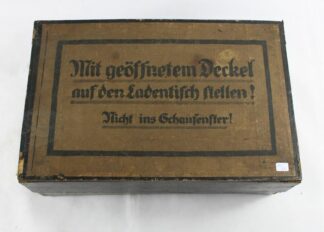 Mit geöffnetem Deckel
auf den Ladentisch stellen!
Nicht ins Schaufenster!